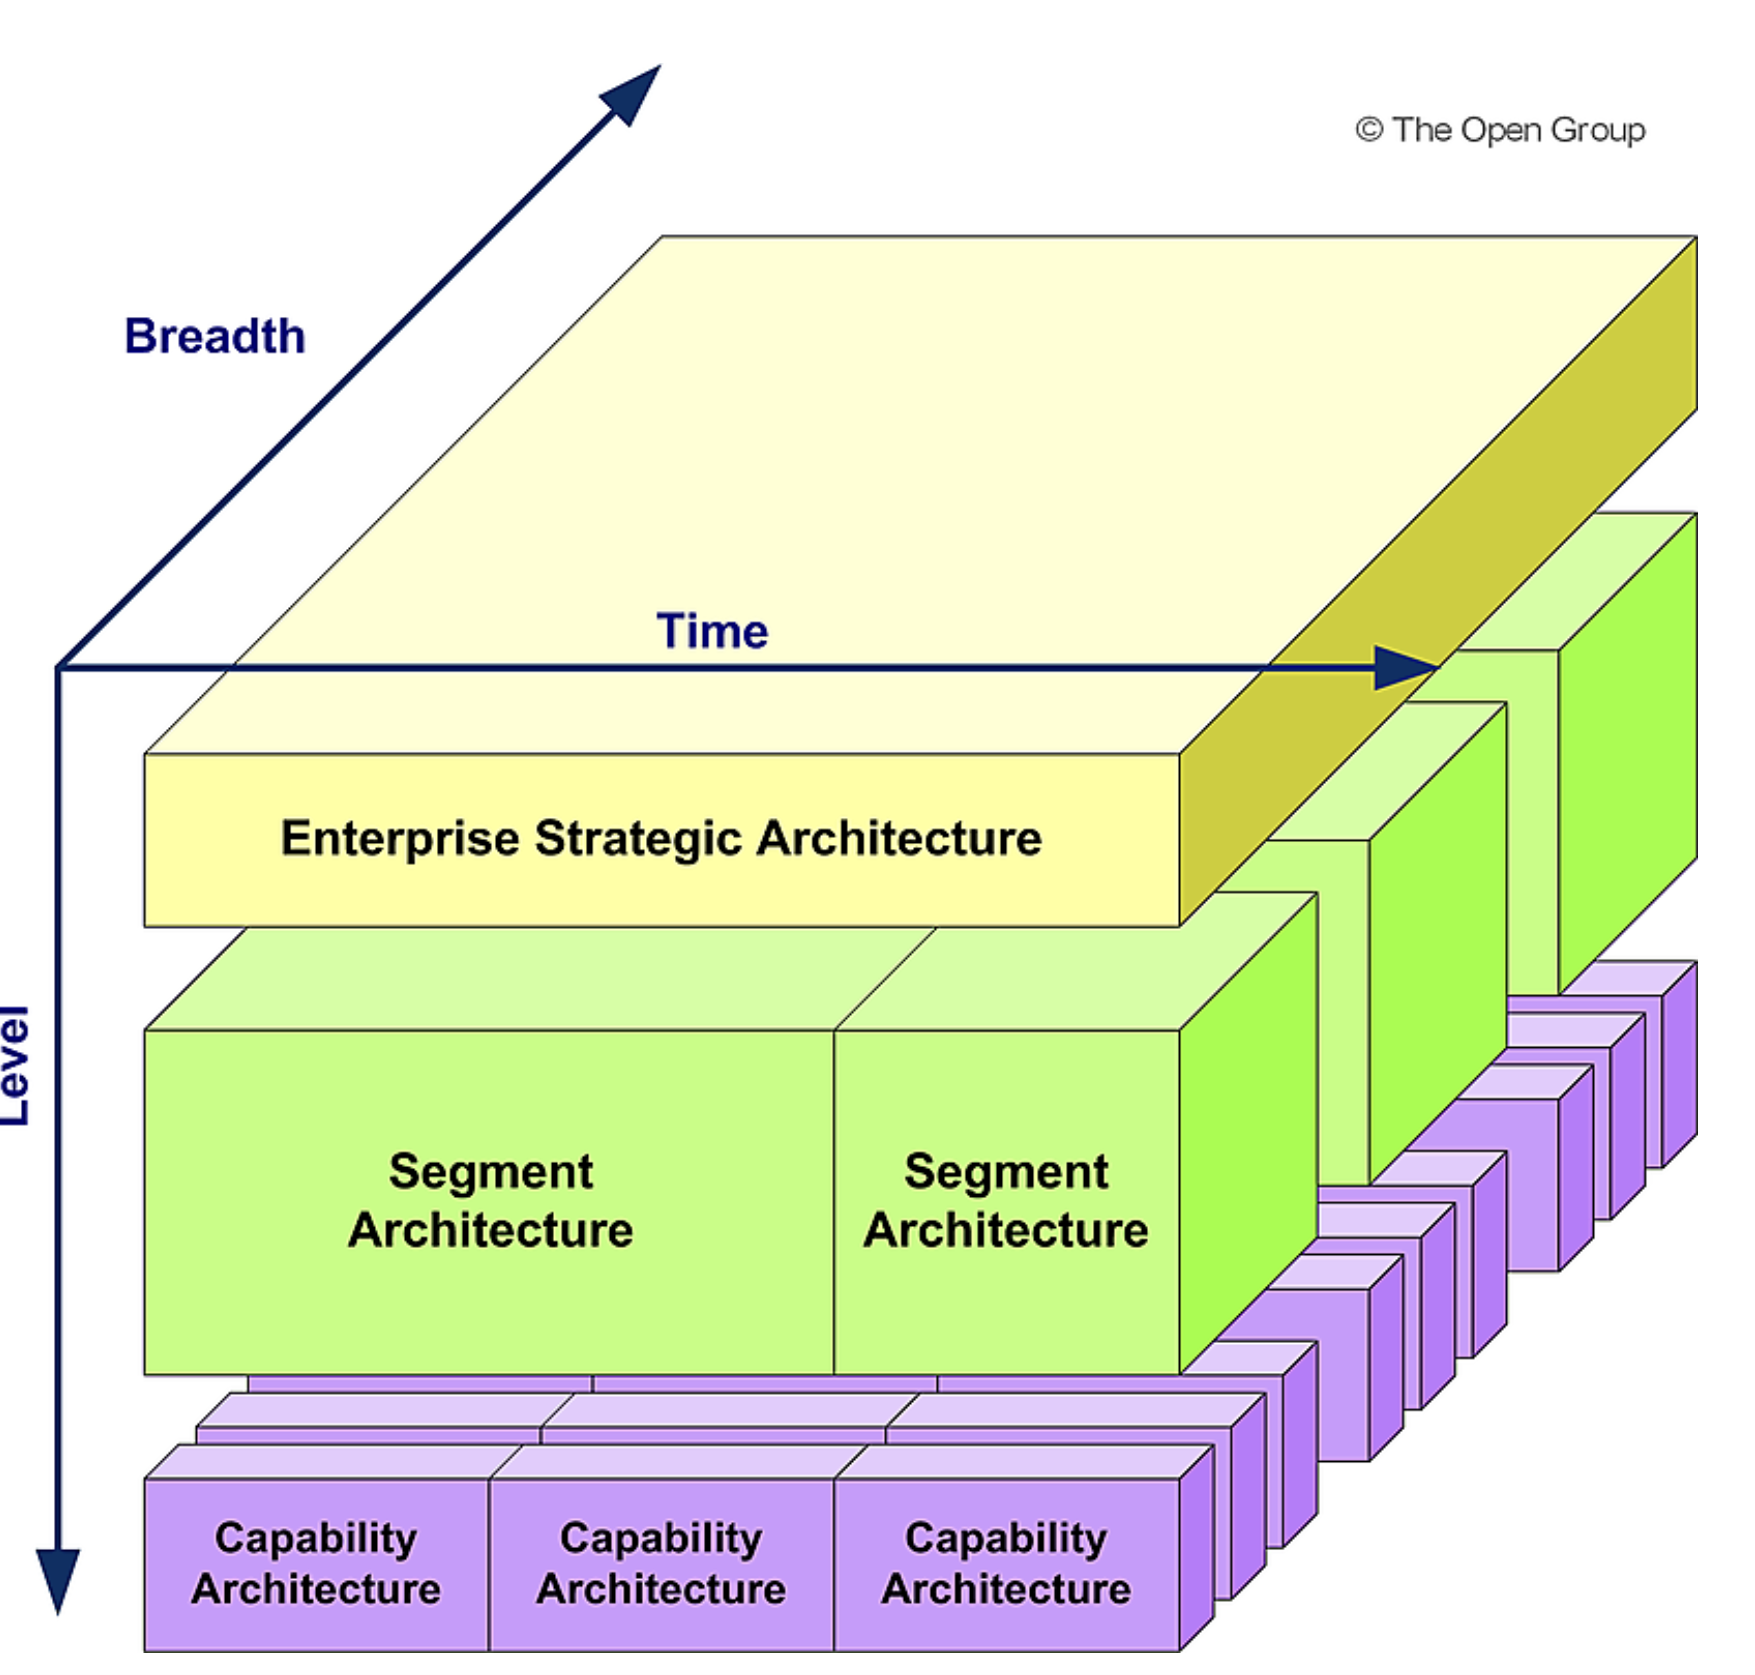 © The Open Group
Breadth
Time
Enterprise Strategic Architecture
Level
Segment
Architecture
Segment
Architecture
Capability
Architecture
Capability
Architecture
Capability
Architecture